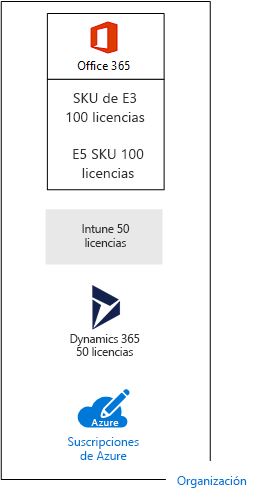 Office 365
SKU de E3
100 licencias
E5 SKU 100
licencias
Intune 50
licencias
Dynamics 365
50 licencias
Azure
Suscripciones
de Azure
Organización